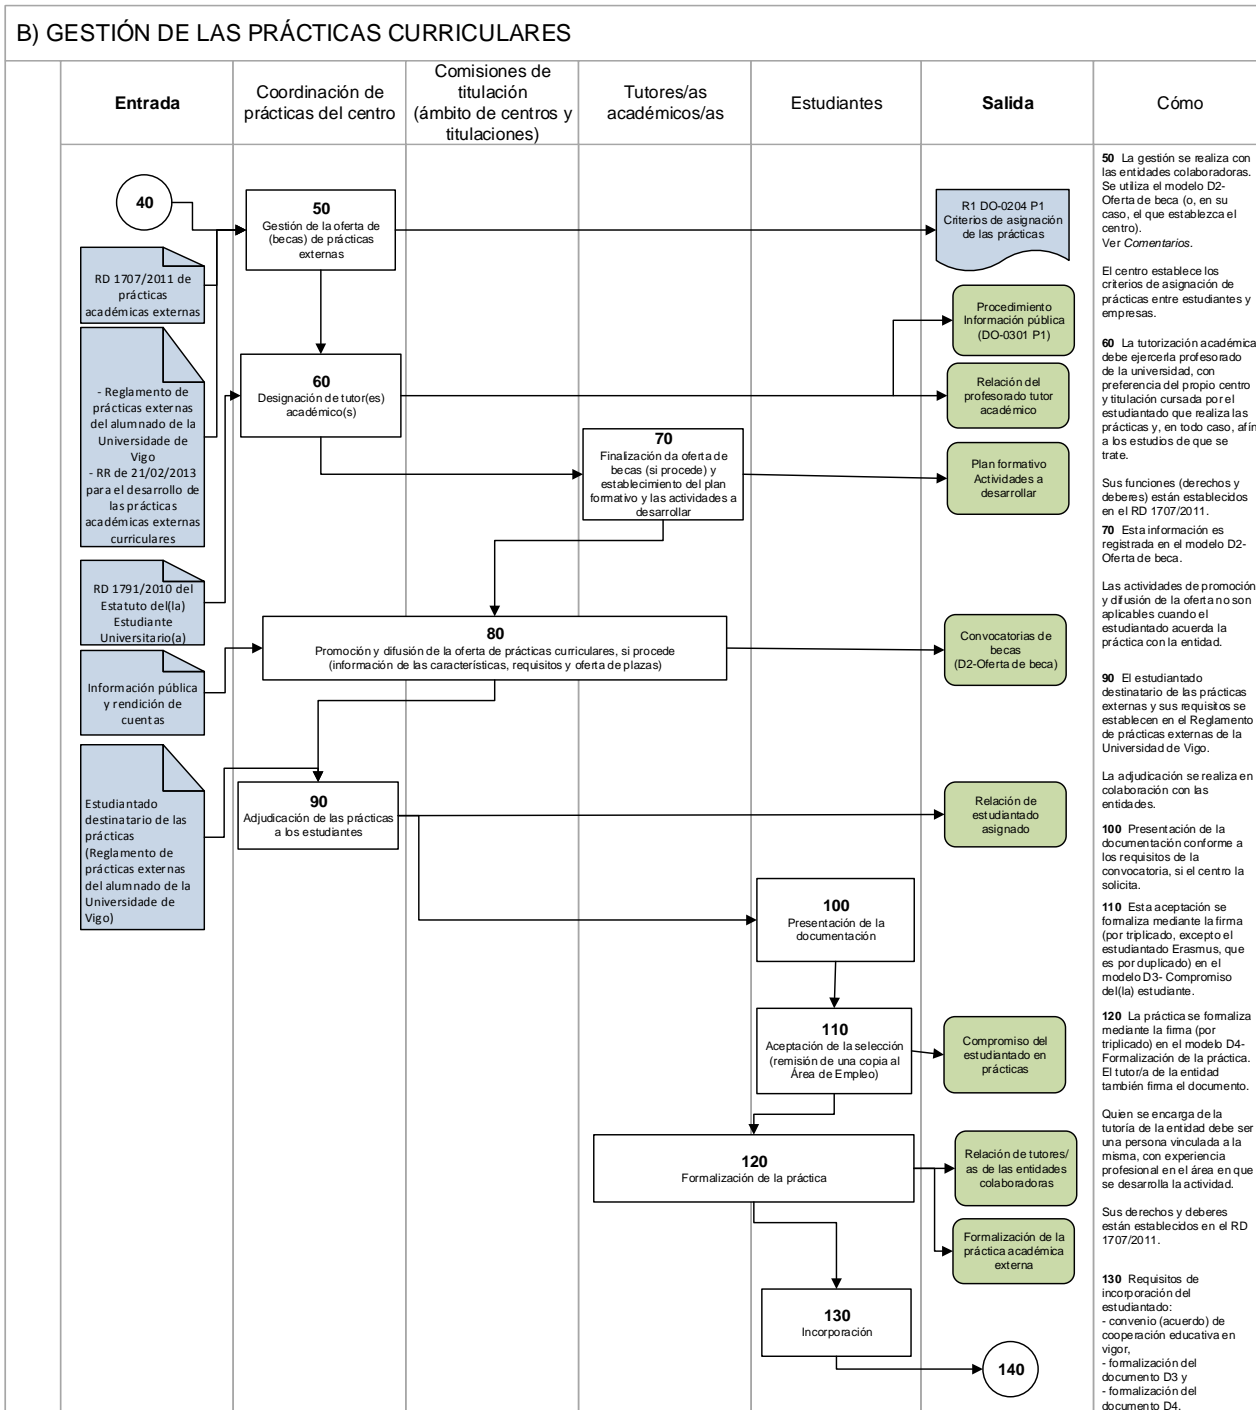 B) GESTIÓN DE LAS PRÁCTICAS CURRICULARES
Entrada
Coordinación de
prácticas del centro
Comisiones de
titulación
(ámbito de centros y
titulaciones)
Tutores/as
académicos/as
Estudiantes
Salida
Cómo
40
RD 1707/2011 de
prácticas
académicas externas
- Reglamento de
prácticas externas
del alumnado de la
Universidade de
Vigo
- RR de 21/02/2013
para el desarrollo de
las prácticas
académicas externas
curriculares
RD 1791/2010 del
Estatuto del(la)
Estudiante
Universitario(a)
Información pública
y rendición de
cuentas
Estudiantado
destinatario de las
prácticas
(Reglamento de
prácticas externas
del alumnado de la
Universidade de
Vigo)
50
Gestión de la oferta de
(becas) de prácticas
externas
60
Designación de tutor(es)
académico(s)
70
Finalización da oferta de
becas (si procede) y
establecimiento del plan
formativo y las actividades a
desarrollar
80
Promoción y difusión de la oferta de prácticas curriculares, si procede
(información de las características, requisitos y oferta de plazas)
90
Adjudicación de las prácticas
a los estudiantes
100
Presentación de la
documentación
110
Aceptación de la selección
(remisión de una copia al
Área de Empleo)
120
Formalización de la práctica
130
Incorporación
R1 DO-0204 P1
Criterios de asignación
de las prácticas
Procedimiento
Información pública
(DO-0301 P1)
Relación del
profesorado tutor
académico
Plan formativo
Actividades a
desarrollar
Convocatorias de
becas
(D2-Oferta de beca)
Relación de
estudiantado
asignado
Compromiso del
estudiantado en
prácticas
Relación de tutores/
as de las entidades
colaboradoras
Formalización de la
práctica académica
externa
140
50 La gestión se realiza con
las entidades colaboradoras.
Se utiliza el modelo D2-
Oferta de beca (o, en su
caso, el que establezca el
centro).
Ver Comentarios.
El centro establece los
criterios de asignación de
prácticas entre estudiantes y
empresas.
60 La tutorización académica
debe ejercerla profesorado
de la universidad, con
preferencia del propio centro
y titulación cursada por el
estudiantado que realiza las
prácticas y, en todo caso, afín
a los estudios de que se
trate.
Sus funciones (derechos y
deberes) están establecidos
en el RD 1707/2011.
70 Esta información es
registrada en el modelo D2-
Oferta de beca.
Las actividades de promoción
y difusión de la oferta no son
aplicables cuando el
estudiantado acuerda la
práctica con la entidad.
90 El estudiantado
destinatario de las prácticas
externas y sus requisitos se
establecen en el Reglamento
de prácticas externas de la
Universidad de Vigo.
La adjudicación se realiza en
colaboración con las
entidades.
100 Presentación de la
documentación conforme a
los requisitos de la
convocatoria, si el centro la
solicita.
110 Esta aceptación se
formaliza mediante la firma
(por triplicado, excepto el
estudiantado Erasmus, que
es por duplicado) en el
modelo D3- Compromiso
del(la) estudiante.
120 La práctica se formaliza
mediante la firma (por
triplicado) en el modelo D4-
Formalización de la práctica.
El tutor/a de la entidad
también firma el documento.
Quien se encarga de la
tutoría de la entidad debe ser
una persona vinculada a la
misma, con experiencia
profesional en el área en que
se desarrolla la actividad.
Sus derechos y deberes
están establecidos en el RD
1707/2011.
130 Requisitos de
incorporación del
estudiantado:
- convenio (acuerdo) de
cooperación educativa en
vigor,
- formalización del
documento D3 y
- formalización del
documento D4.